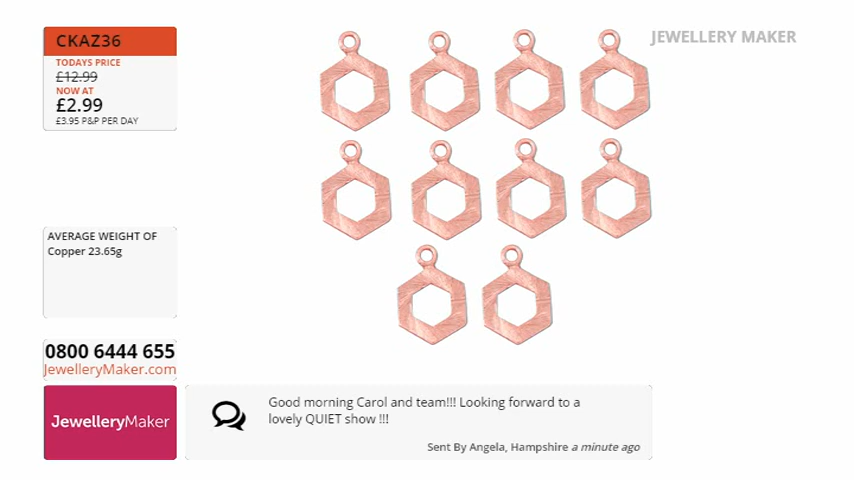 CKAZ36
TODAYS PRICE
£12.99
NOW AT
£2.99
£3.95 P&P PER DAY
JEWELLERY MAKER
AVERAGE WEIGHT OF
Copper 23.65g
0800 6444 655
JewelleryMaker.com
JewelleryMaker
Good morning Carol and team!!! Looking forward to a
lovely QUIET show !!!
Sent By Angela, Hampshire a minute ago